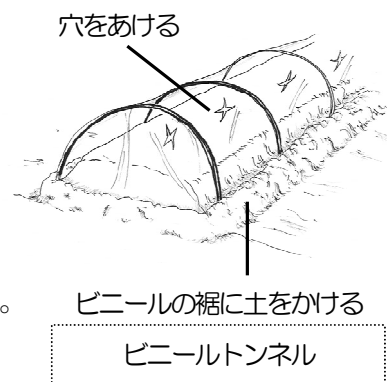 穴をあける
。
ビニールの裾に土をかける
ビニールトンネル